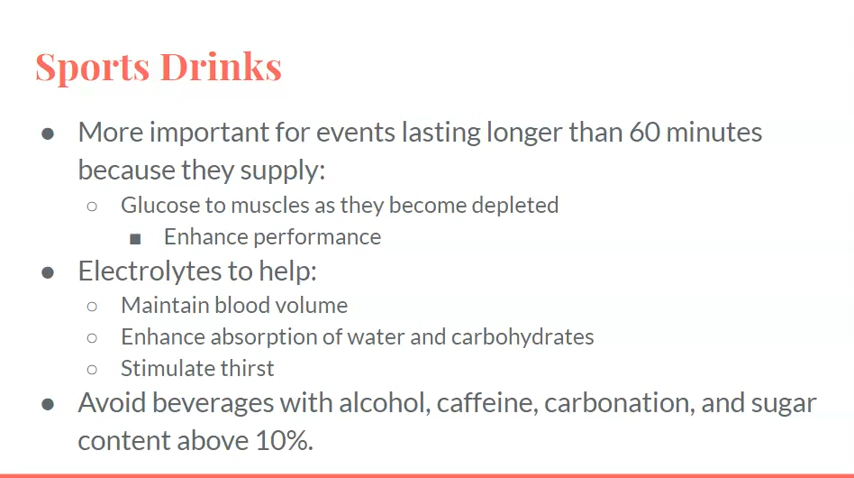 Sports Drinks
● More important for events lasting longer than 60 minutes
because they supply:
○ Glucose to muscles as they become depleted
■ Enhance performance
● Electrolytes to help:
○ Maintain blood volume
○ Enhance absorption of water and carbohydrates
○ Stimulate thirst
● Avoid beverages with alcohol, caffeine, carbonation, and sugar
content above 10%.